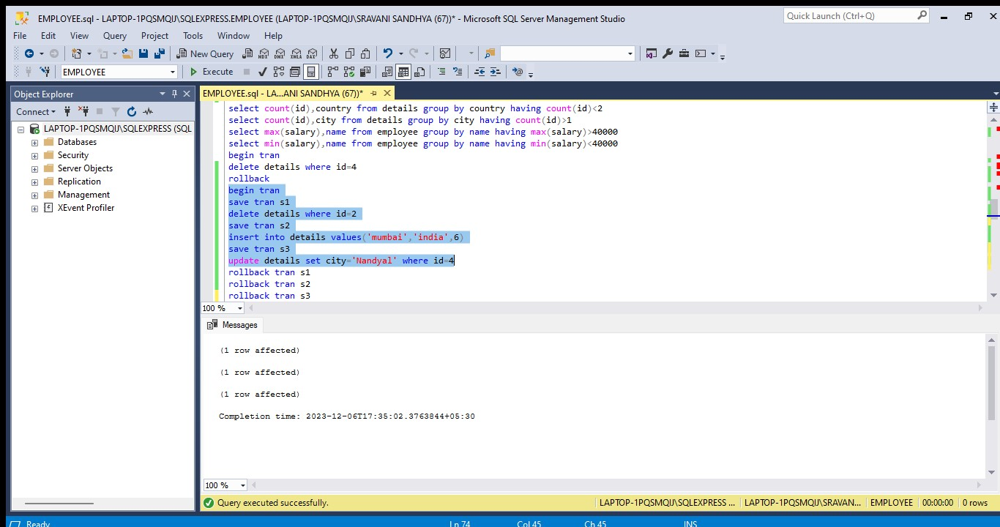 EMPLOYEE.sql - LAPTOP-1PQSMQIJ\SQLEXPRESS.EMPLOYEE (LAPTOP-1PQSMQIJ\SRAVANI SANDHYA (67))* - Microsoft SQL Server Management Studio
Quick Launch (Ctrl+Q)
File Edit View Query Project Tools Window Help
New Query MDX DMX XMLA DAX
EMPLOYEE Execute
Object Explorer
EMPLOYEE.sql - LA...ANI SANDHYA (67))*
Connect
LAPTOP-1PQSMQIJ\SQLEXPRESS (SQL
Databases
Security
Server Objects
Replication
Management
XEvent Profiler
select count(id),country from details group by country having count(id)<2
select count(id),city from details group by city having count(id)>1
select max(salary),name from employee group by name having max(salary)>40000
select min(salary),name from employee group by name having min(salary)<40000
begin tran
delete details where id=4
rollback
begin tran
save tran s1
delete details where id=2
save tran s2
insert into details values('mumbai','india',6)
save tran s3
update details set city='Nandyal' where id=4
rollback tran s1
rollback tran s2
rollback tran s3
100 %
Messages
(1 row affected)
(1 row affected)
(1 row affected)
Completion time: 2023-12-06T17:35:02.3763844+05:30
100 %
Query executed successfully. LAPTOP-1PQSMQIJ\SQLEXPRESS ... LAPTOP-1PQSMQIJ\SRAVAN... EMPLOYEE 00:00:00 0 rows
Ready Ln 74 Col 45 Ch 45 INS